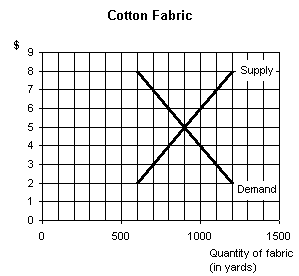 Cotton Fabric
$
9
8
Supply
7
6
5
4
3
2
Demand
1
0
0 500 1000 1500
Quantity of fabric
(in yards)